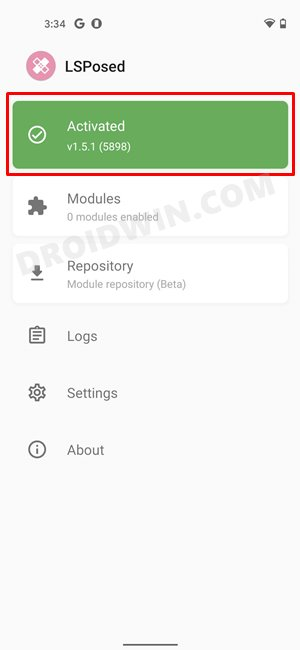 3:34 G
LSPosed
Activated
v1.5.1 (5898)
Modules
0 modules enabled
DROIDWIN.COM
Repository
Module repository (Beta)
Logs
Settings
About